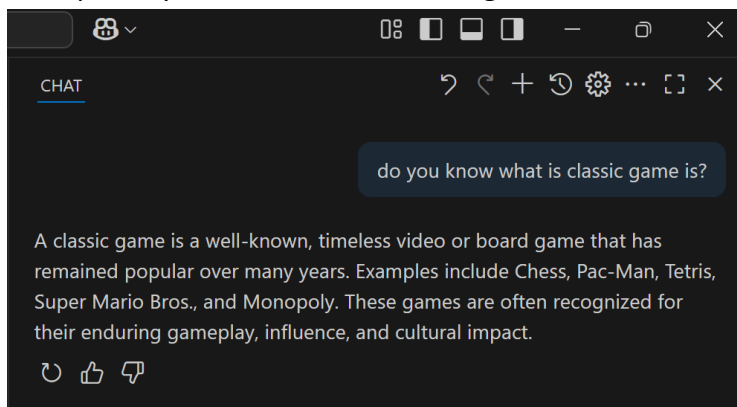 CHAT
do you know what is classic game is?
A classic game is a well-known, timeless video or board game that has
remained popular over many years. Examples include Chess, Pac-Man, Tetris,
Super Mario Bros., and Monopoly. These games are often recognized for
their enduring gameplay, influence, and cultural impact.